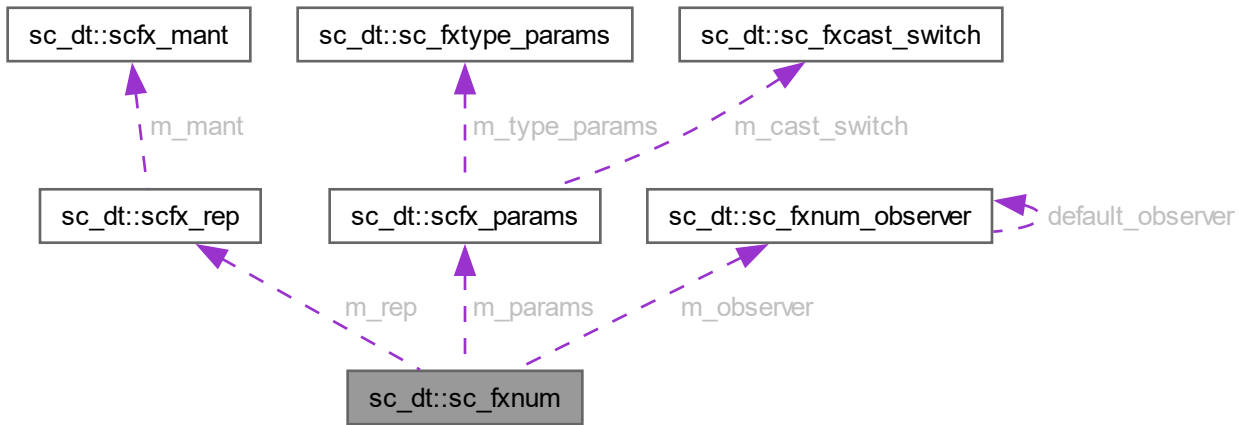 sc_dt::scfx_mant
sc_dt::sc_fxtype_params
sc_dt::sc_fxcast_switch
m_mant
m_type_params
m_cast_switch
sc_dt::scfx_rep
sc_dt::scfx_params
sc_dt::sc_fxnum_observer
default_observer
m_rep
m_params
m_observer
sc_dt::sc_fxnum